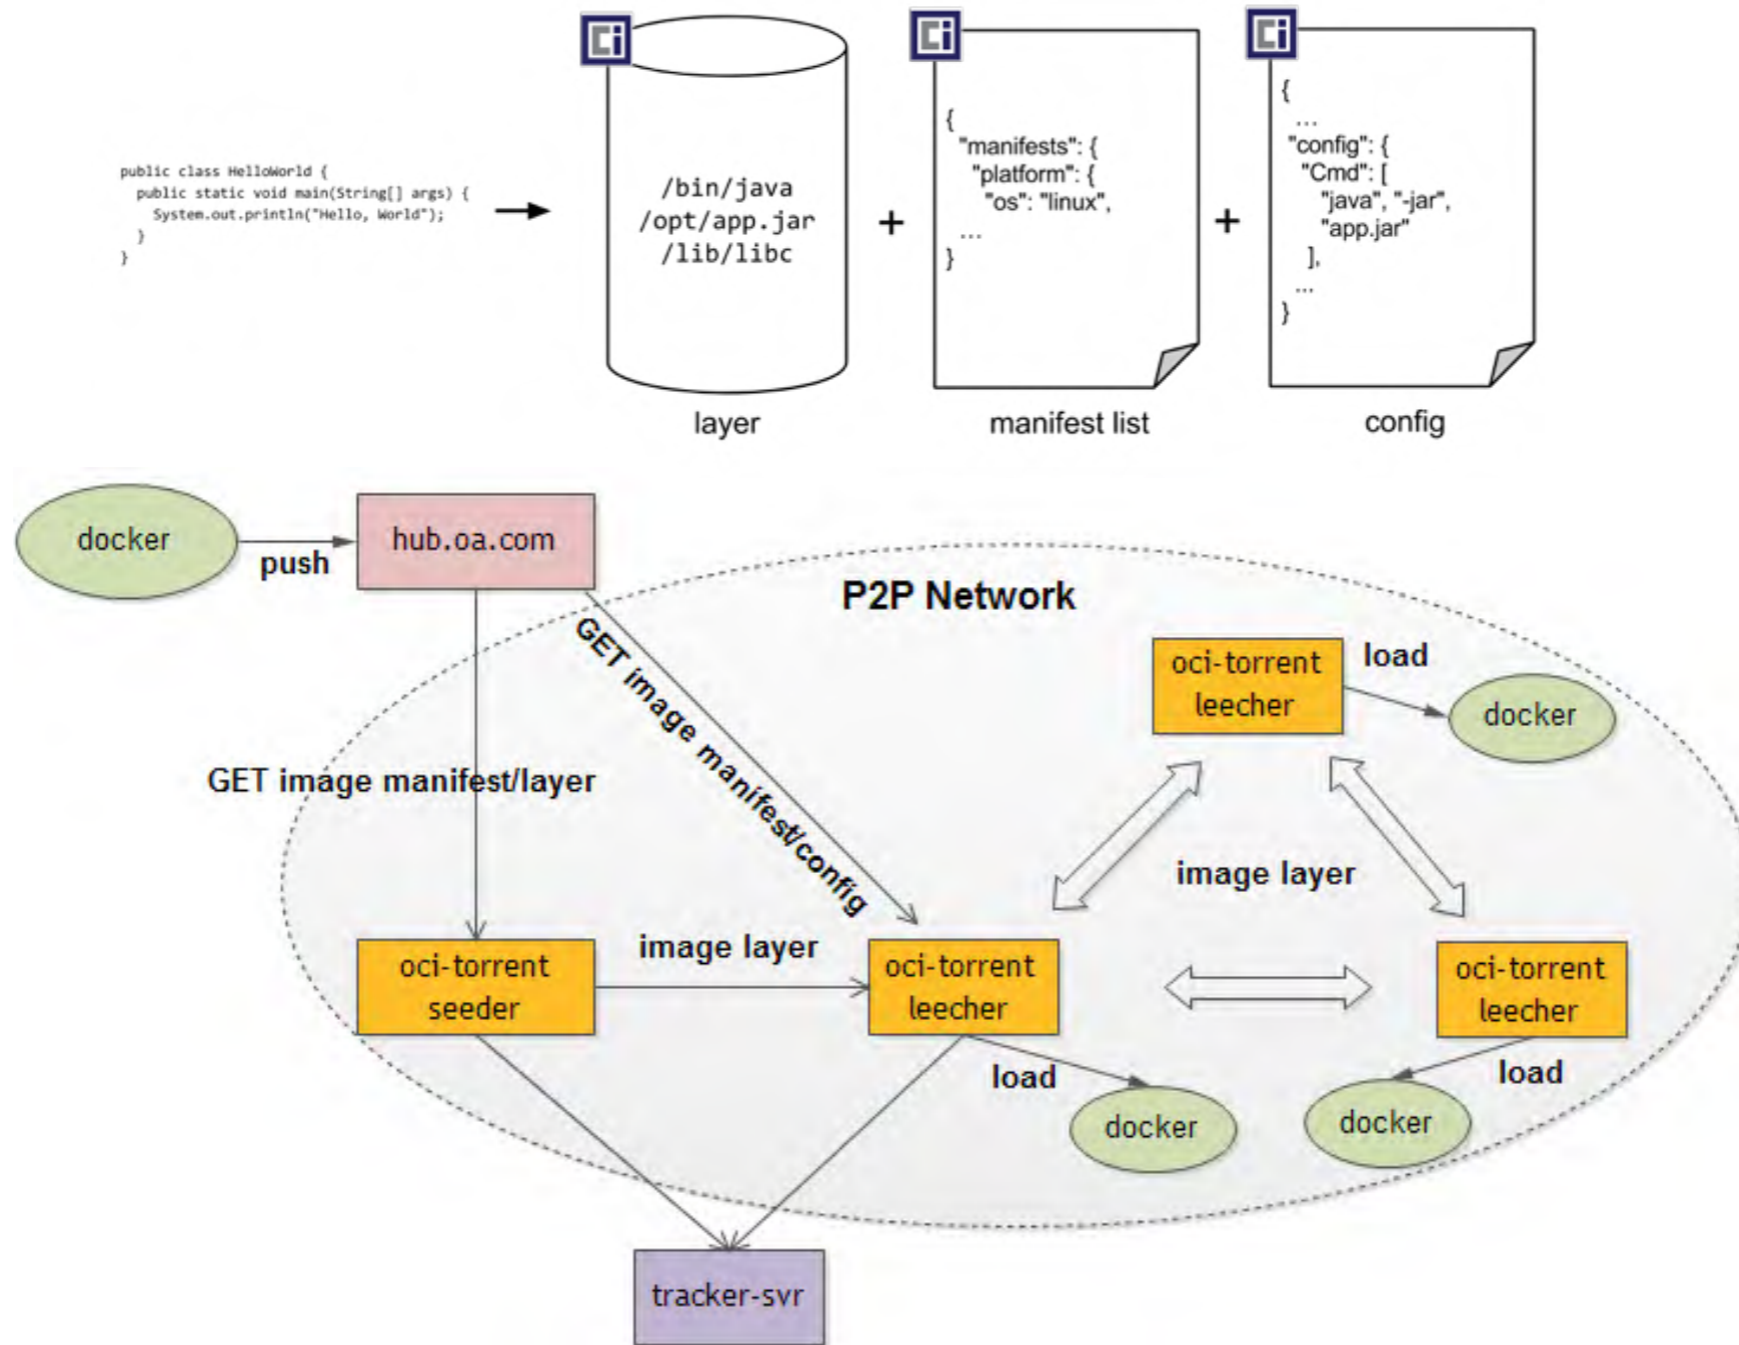 Ci
Ci
Ci
public class HelloWorld {
public static void main(String[] args) {
System.out.println("Hello, World");
}
}
/bin/java
/opt/app.jar
/lib/libc
+
{
"manifests": {
"platform": {
"os": "linux",
...
}
+
{
...
"config": {
"Cmd": [
"java", "-jar",
"app.jar"
],
...
}
layer
manifest list
config
docker
push
hub.oa.com
P2P Network
GET image manifest/layer
GET image manifest/config
oci-torrent
leecher
load
docker
image layer
oci-torrent
seeder
image layer
oci-torrent
leecher
oci-torrent
leecher
load
docker
load
docker
tracker-svr